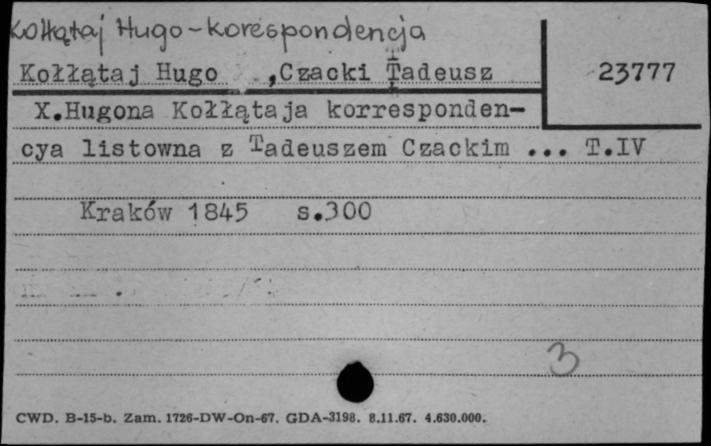 Kołłątaj Hugo - korespondencja
Kołłątaj Hugo ,Czacki Tadeusz 23777
X.Hugona Kołłątaja korresponden-
cya listowna z Tadeuszem Czackim ... T.IV
Kraków 1845 s.300
3
CWD. B-15-b. Zam. 1726-DW-On-67. GDA-3198. 8.11.67. 4.630.000.